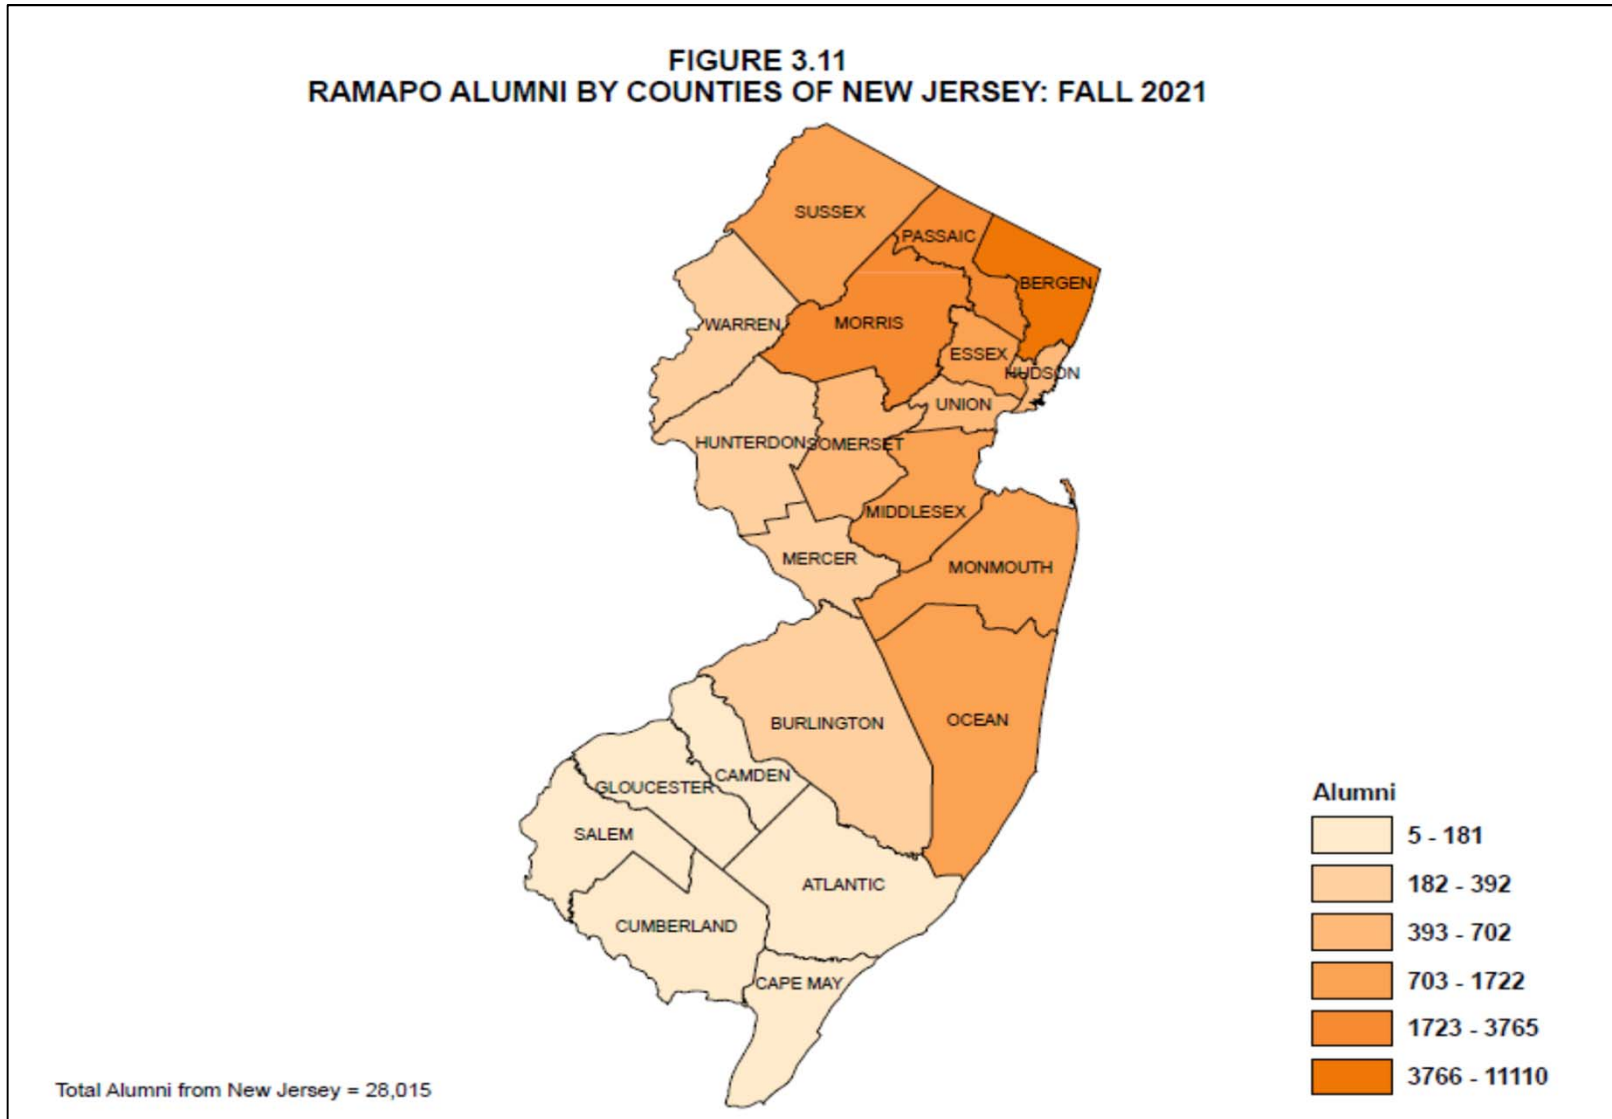 FIGURE 3.11
RAMAPO ALUMNI BY COUNTIES OF NEW JERSEY: FALL 2021
SUSSEX
PASSAIC
BERGEN
WARREN
MORRIS
ESSEX
HUDSON
UNION
HUNTERDON
SOMERSET
MIDDLESEX
MERCER
MONMOUTH
BURLINGTON
OCEAN
CAMDEN
GLOUCESTER
SALEM
ATLANTIC
CUMBERLAND
CAPE MAY
Alumni
5 - 181
182 - 392
393 - 702
703 - 1722
1723 - 3765
3766 - 11110
Total Alumni from New Jersey = 28,015